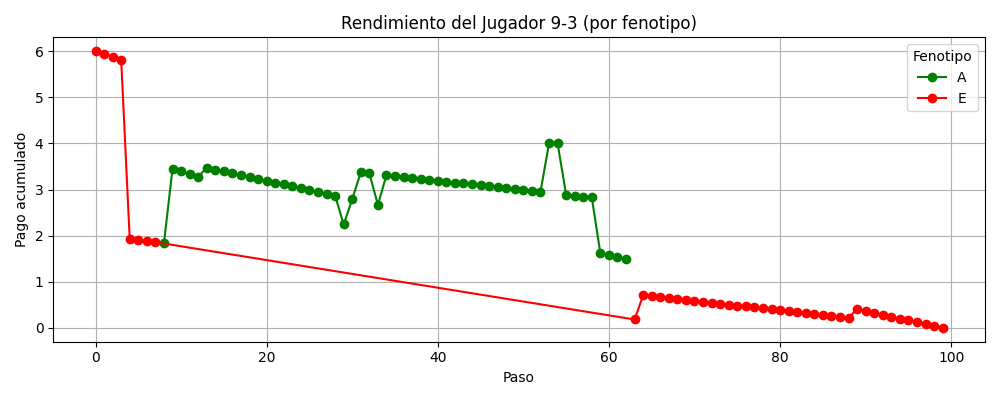 Rendimiento del Jugador 9-3 (por fenotipo)
Pago acumulado
6
5
4
3
2
1
0
Fenotipo
A
E
0 20 40 60 80 100
Paso